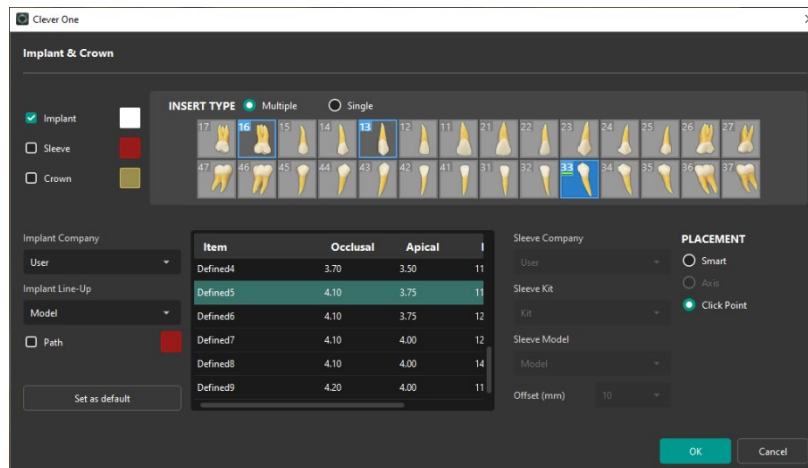 Clever One
Implant & Crown
INSERT TYPE Multiple Single
Implant
Sleeve
Crown
17 16 15 14 13 12 11 21 22 23 24 25 26 27
47 46 45 44 43 42 41 31 32 33 34 35 36 37
Implant Company
User
Implant Line-Up
Model
Path
Set as default
Item Occlusal Apical
Defined4 3.70 3.50 11
Defined5 4.10 3.75 11
Defined6 4.10 3.75 12
Defined7 4.10 4.00 12
Defined8 4.10 4.00 14
Defined9 4.20 4.00 11
Sleeve Company
User
Sleeve Kit
Kit
Sleeve Model
Model
Offset (mm) 10
PLACEMENT
Smart
Axis
Click Point
OK Cancel